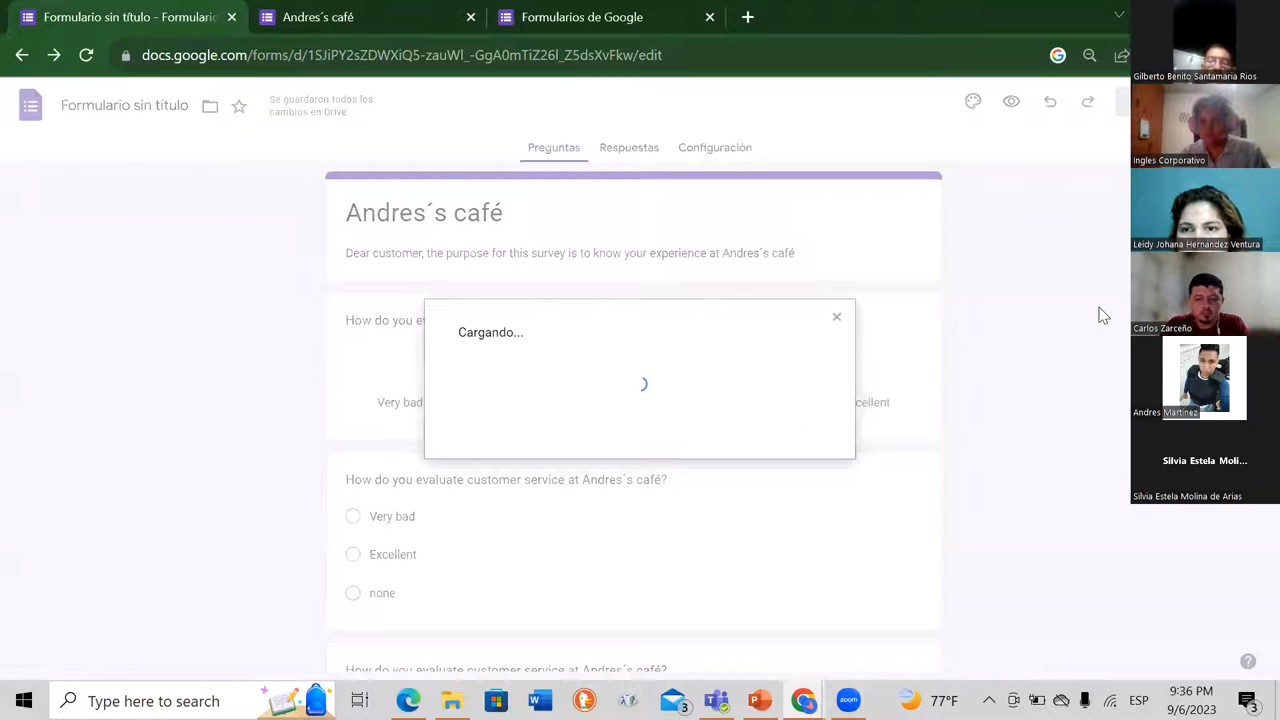 Formulario sin título - Formulario
Andres´s café
Formularios de Google
docs.google.com/forms/d/1SJiPY2sZDWXiQ5-zauWl_-GgA0mTiZ26l_Z5dsXvFkw/edit
Formulario sin título
Se guardaron todos los
cambios en Drive
Preguntas
Respuestas
Configuración
Andres´s café
Dear customer, the purpose for this survey is to know your experience at Andres´s café
How do you ev
Cargando...
Very bad
cellent
How do you evaluate customer service at Andres´s café?
Very bad
Excellent
none
How do you evaluate customer service at Andres´s café?
Gilberto Benito Santamaria Rios
Ingles Corporativo
Leidy Johana Hernández Ventura
Carlos Zarceño
Andres Martinez
Silvia Estela Moli...
Silvia Estela Molina de Arias
Type here to search
3
zoom
77°F
ESP
9:36 PM
9/6/2023
3